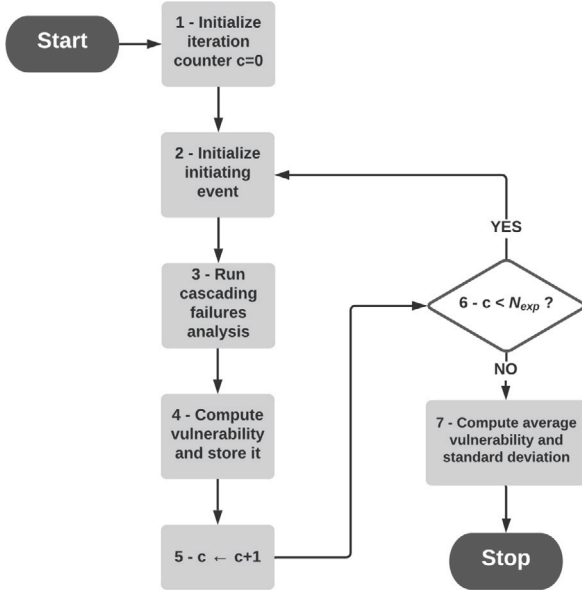 Start
1 - Initialize
iteration
counter c=0
2 - Initialize
initiating
event
3 - Run
cascading
failures
analysis
4 - Compute
vulnerability
and store it
5 - c ← c+1
YES
6 - c < Nexp ?
NO
7 - Compute average
vulnerability and
standard deviation
Stop